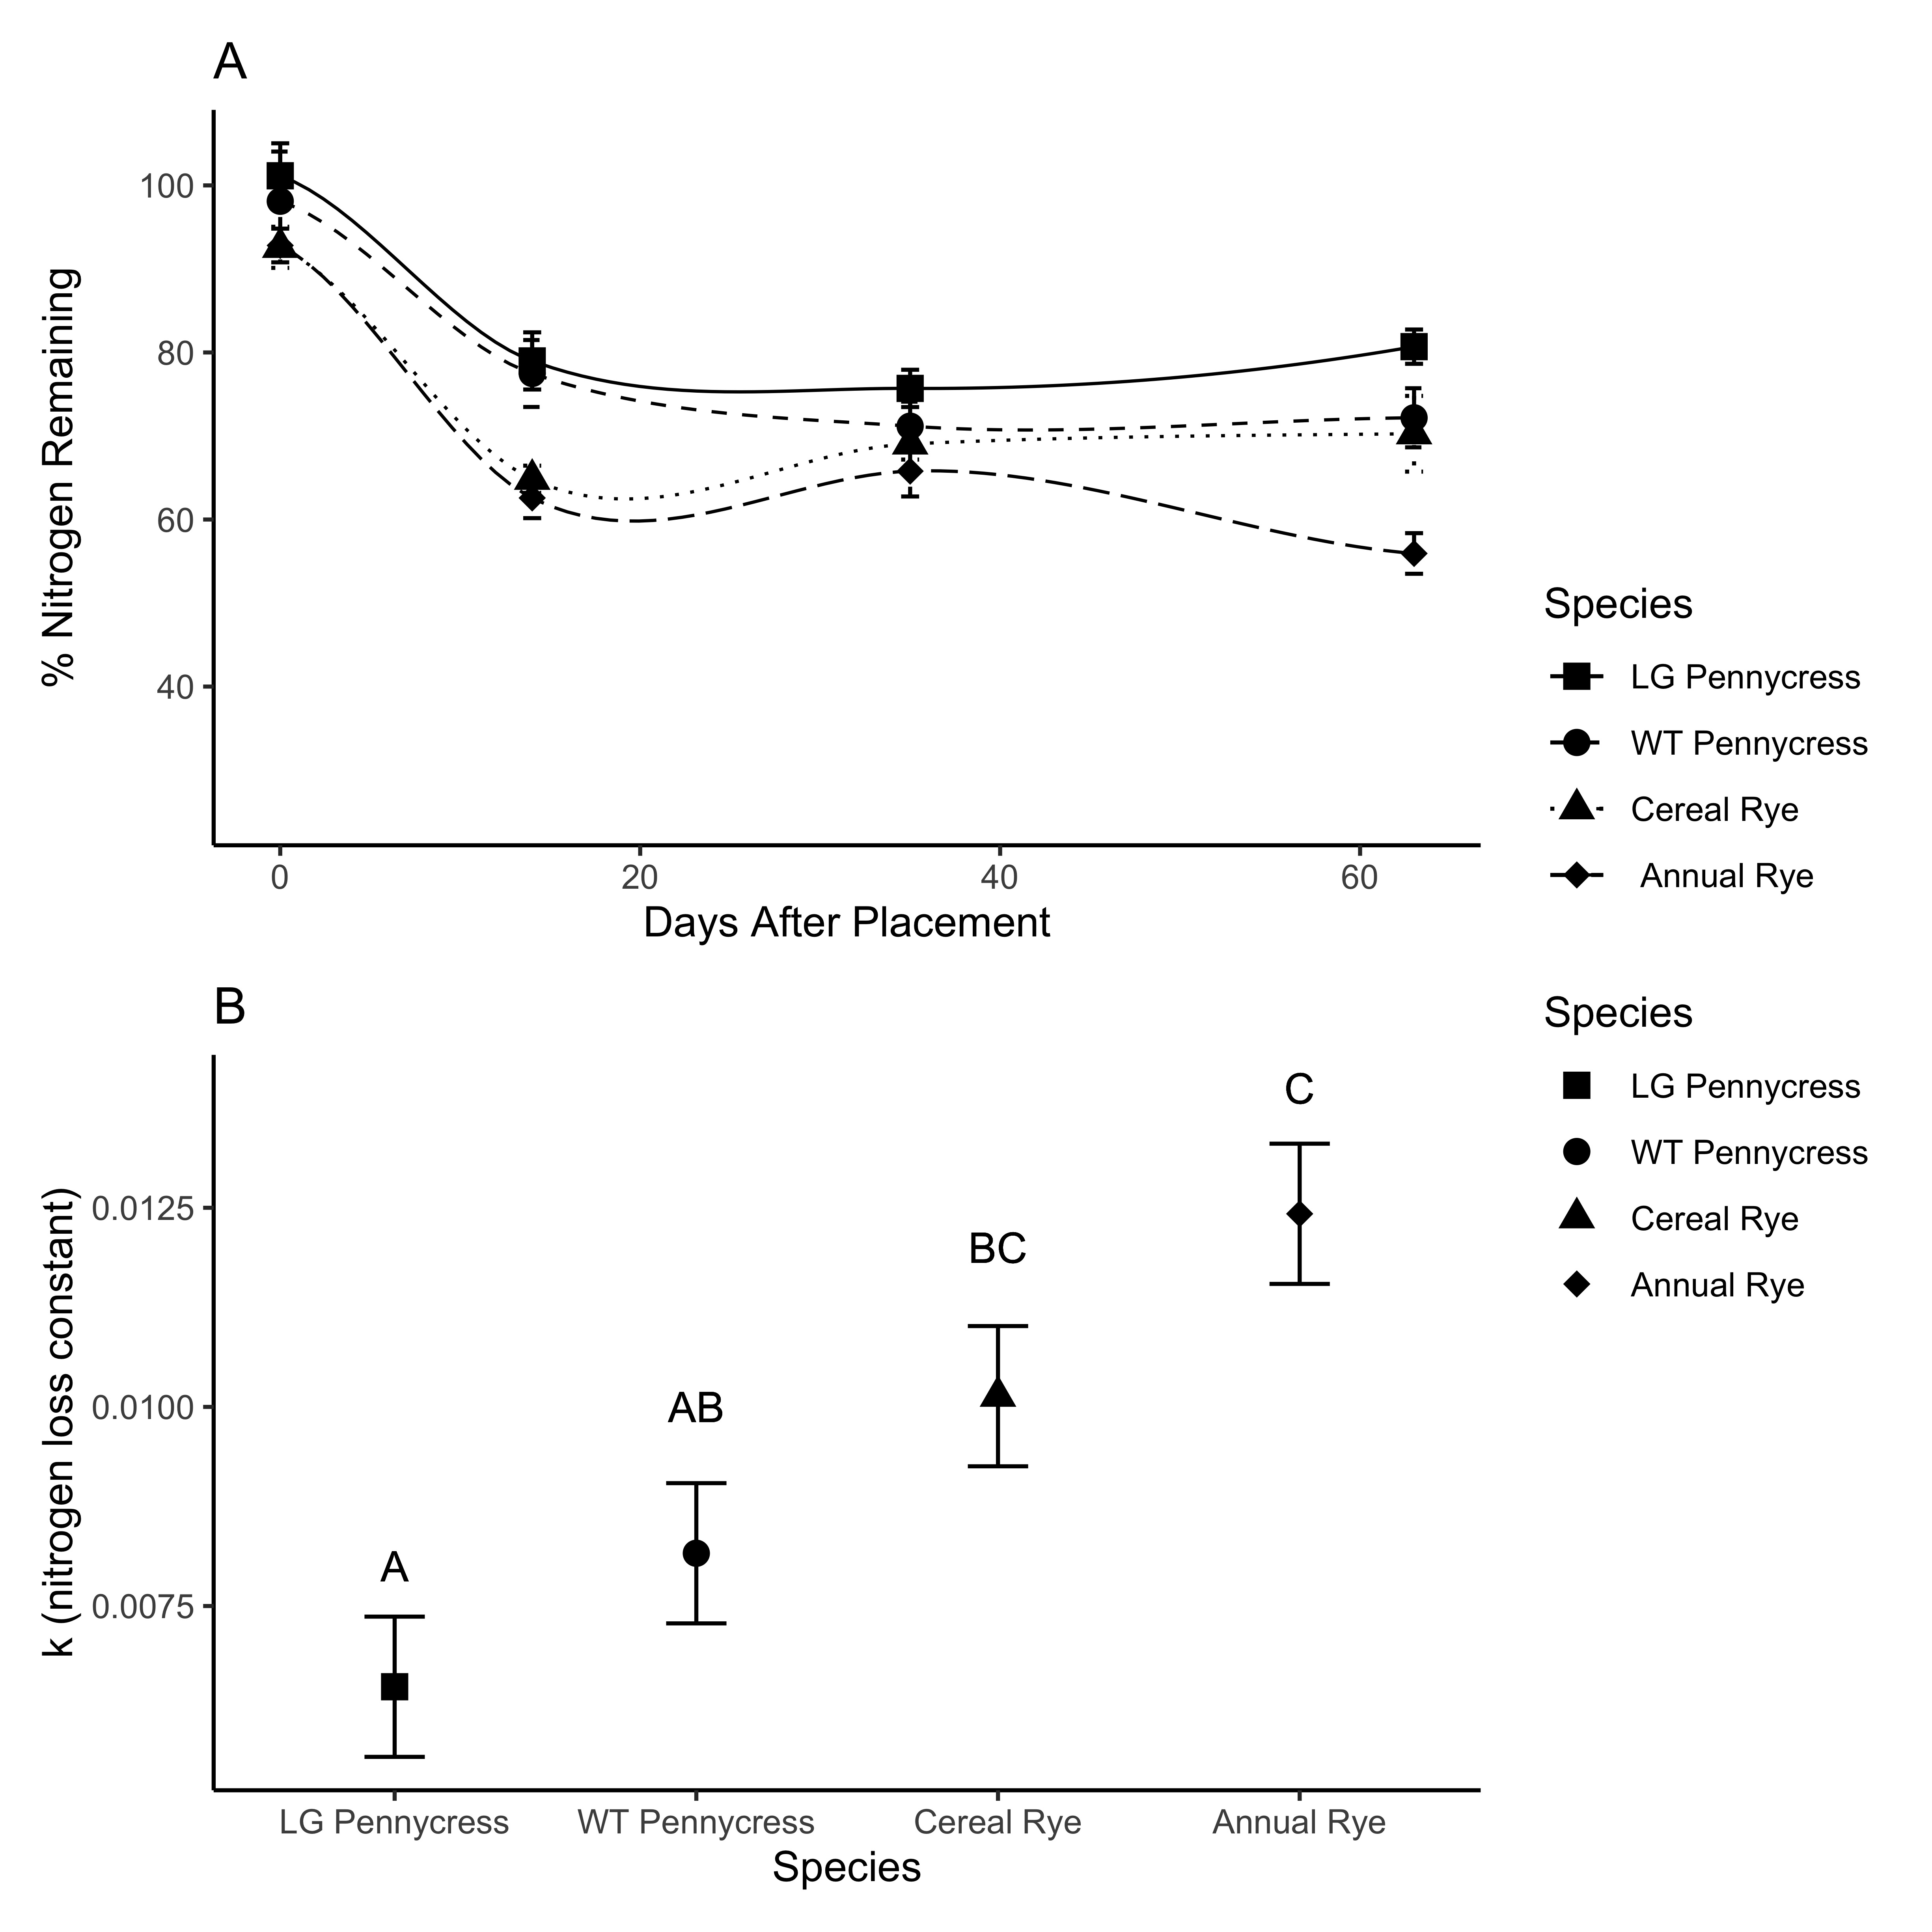 A
% Nitrogen Remaining
100
80
60
40
0 20 40 60
Days After Placement
Species
LG Pennycress
WT Pennycress
Cereal Rye
Annual Rye
B
k (nitrogen loss constant)
0.0125
0.0100
0.0075
A
AB
BC
C
LG Pennycress WT Pennycress Cereal Rye Annual Rye
Species
Species
LG Pennycress
WT Pennycress
Cereal Rye
Annual Rye